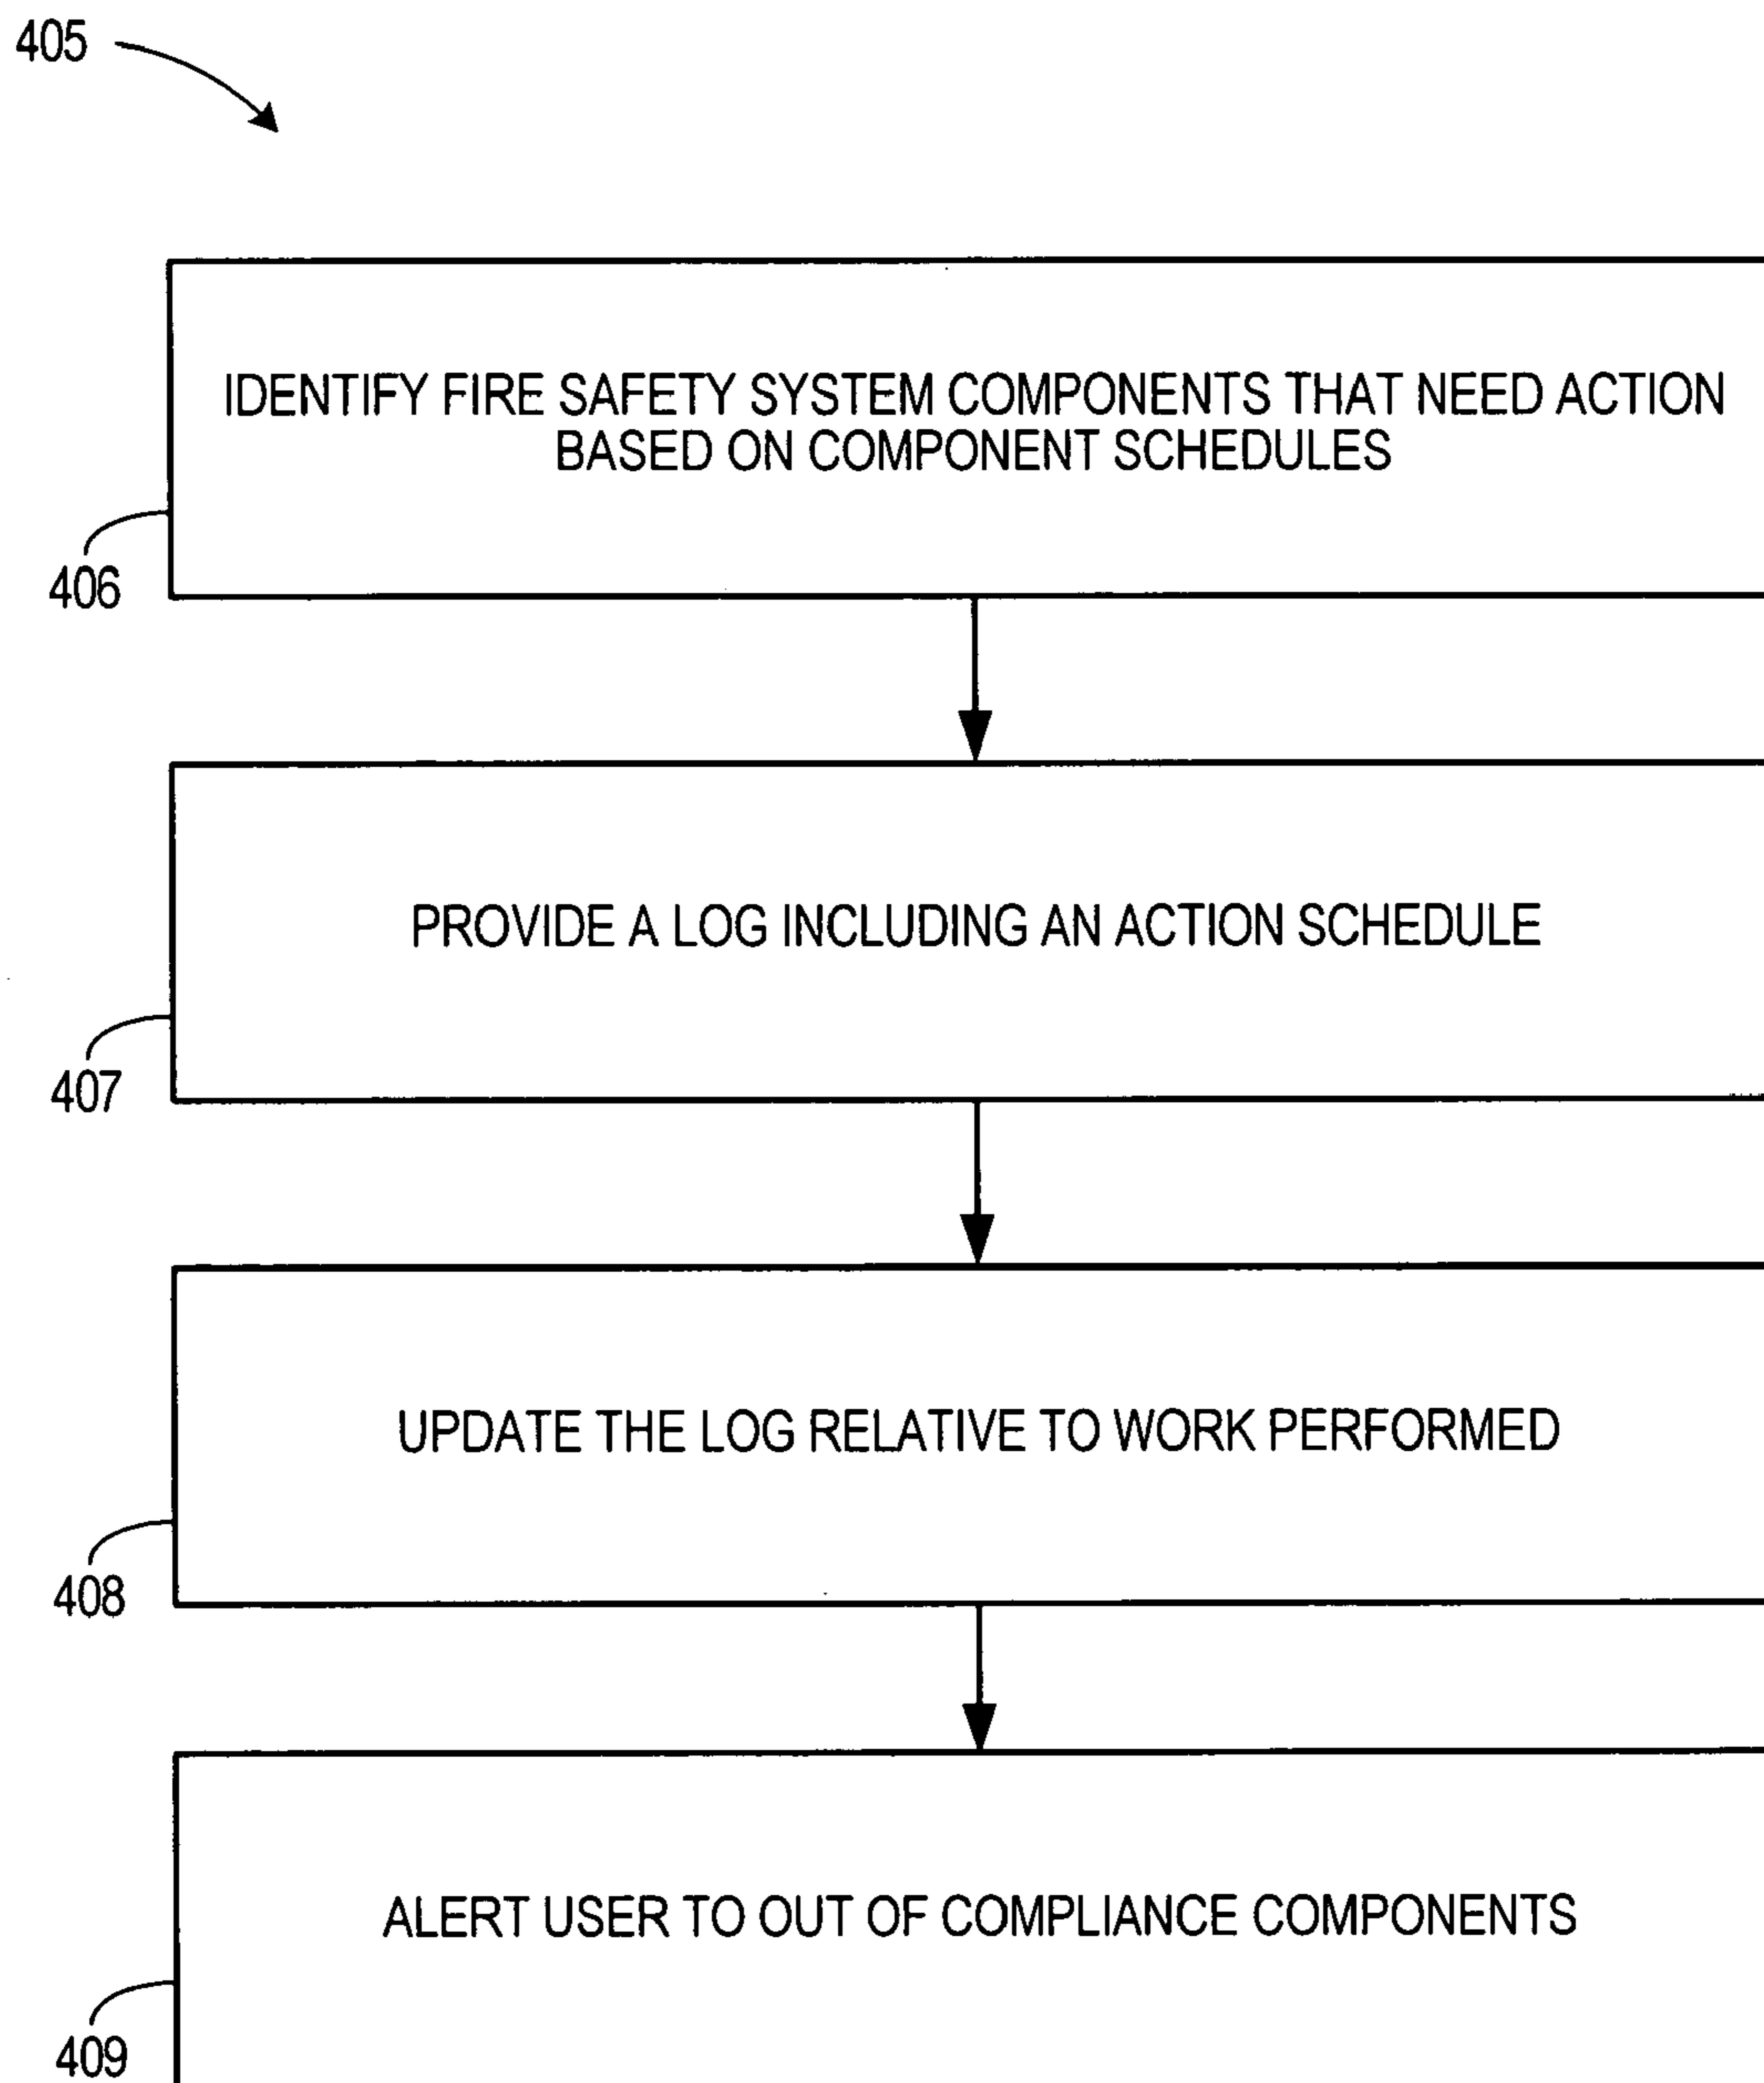 405
IDENTIFY FIRE SAFETY SYSTEM COMPONENTS THAT NEED ACTION
BASED ON COMPONENT SCHEDULES
406
PROVIDE A LOG INCLUDING AN ACTION SCHEDULE
407
UPDATE THE LOG RELATIVE TO WORK PERFORMED
408
ALERT USER TO OUT OF COMPLIANCE COMPONENTS
409